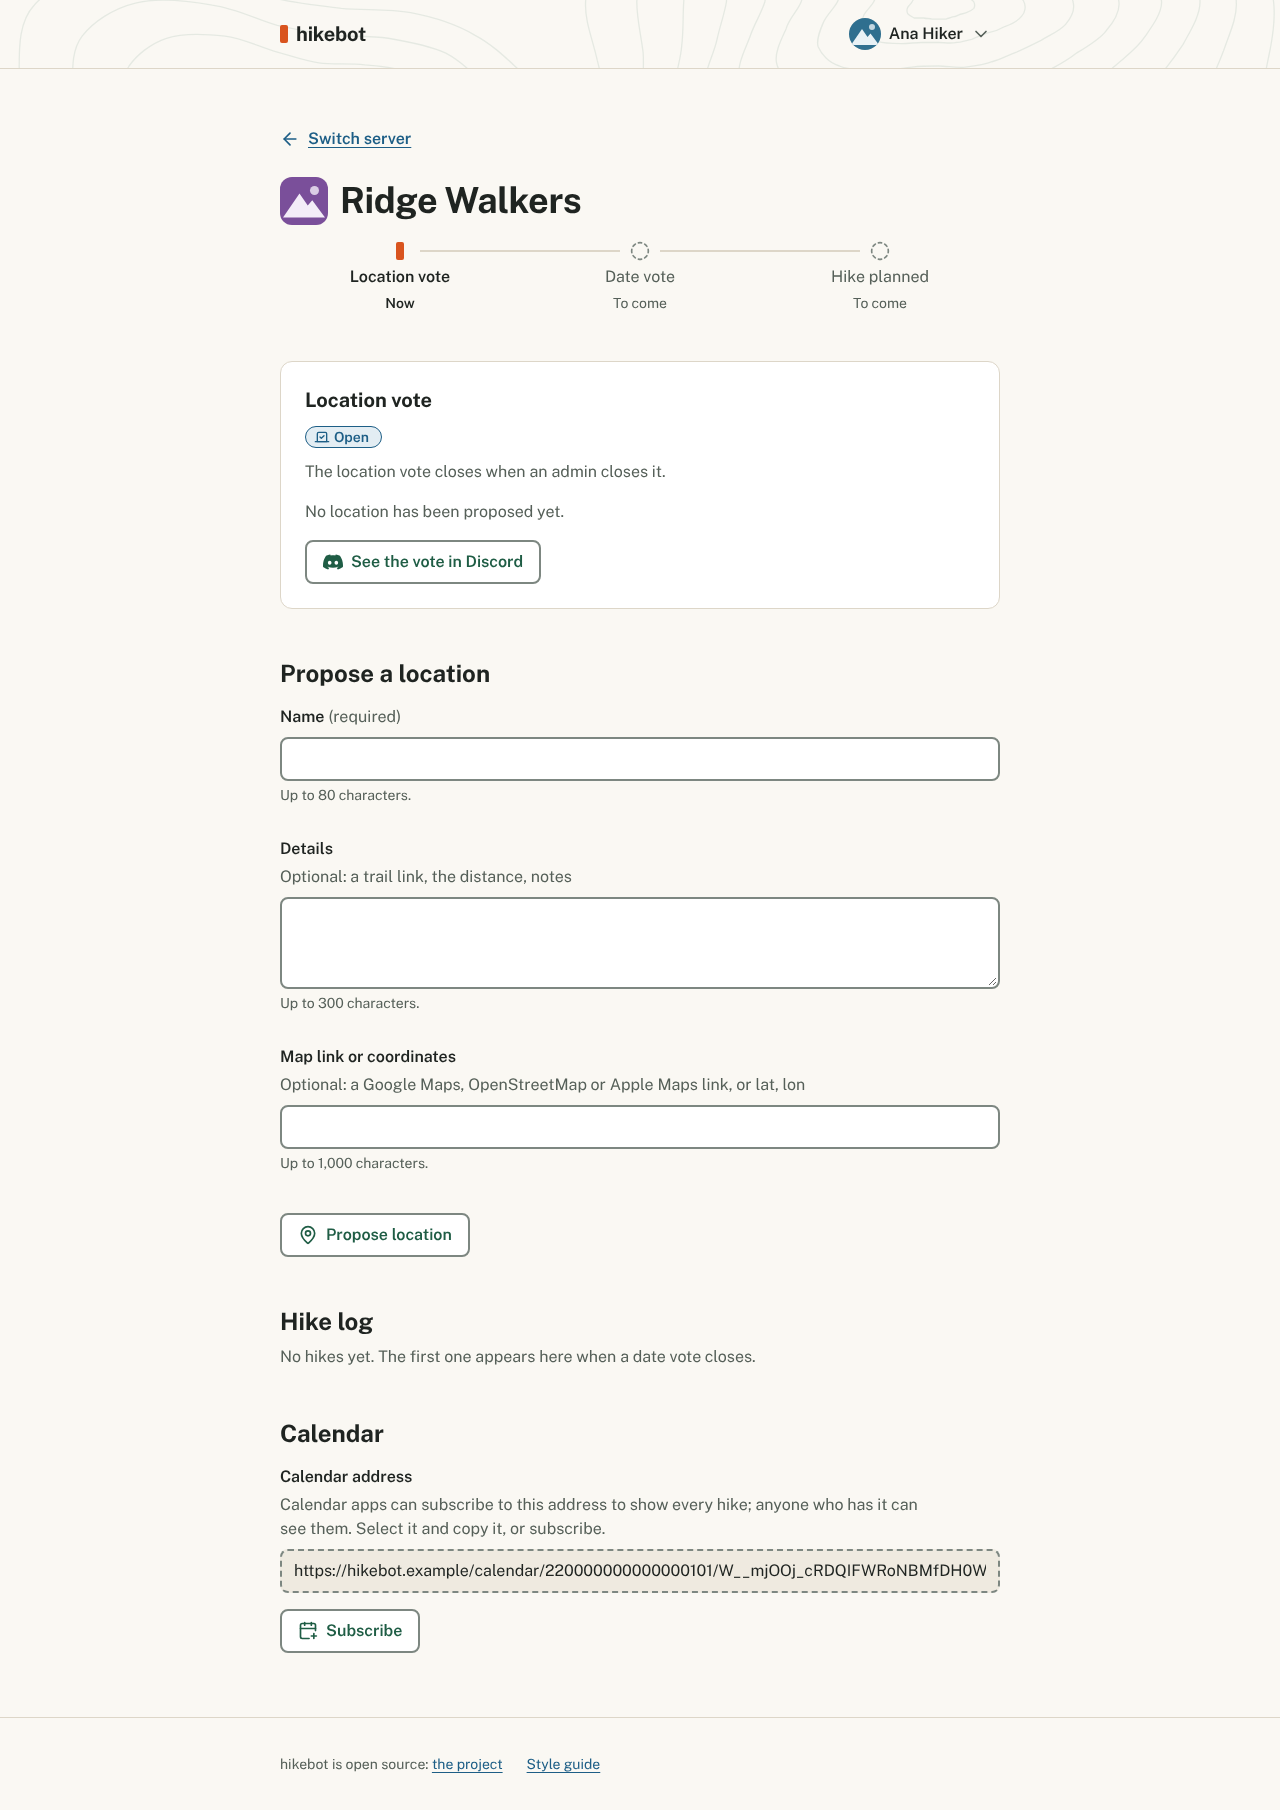 hikebot
Ana Hiker
Switch server
Ridge Walkers
Location vote
Now
Date vote
To come
Hike planned
To come
Location vote
Open
The location vote closes when an admin closes it.
No location has been proposed yet.
See the vote in Discord
Propose a location
Name (required)
Up to 80 characters.
Details
Optional: a trail link, the distance, notes
Up to 300 characters.
Map link or coordinates
Optional: a Google Maps, OpenStreetMap or Apple Maps link, or lat, lon
Up to 1,000 characters.
Propose location
Hike log
No hikes yet. The first one appears here when a date vote closes.
Calendar
Calendar address
Calendar apps can subscribe to this address to show every hike; anyone who has it can
see them. Select it and copy it, or subscribe.
https://hikebot.example/calendar/220000000000000101/W__mjOOj_cRDQIFWRoNBMfDH0W
Subscribe
hikebot is open source: the project
Style guide